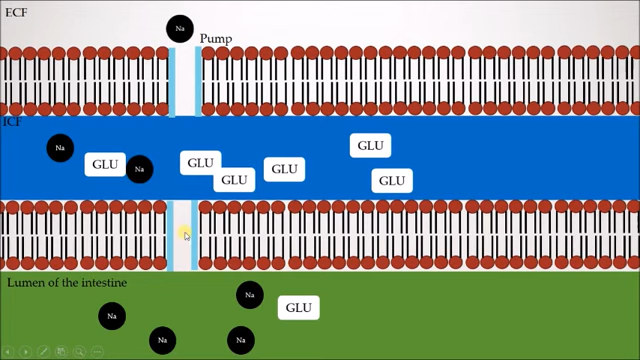 ECF
Na
Pump
ICF
Na
GLU
Na
GLU
GLU
GLU
GLU
GLU
Lumen of the intestine
Na
GLU
Na
Na
Na